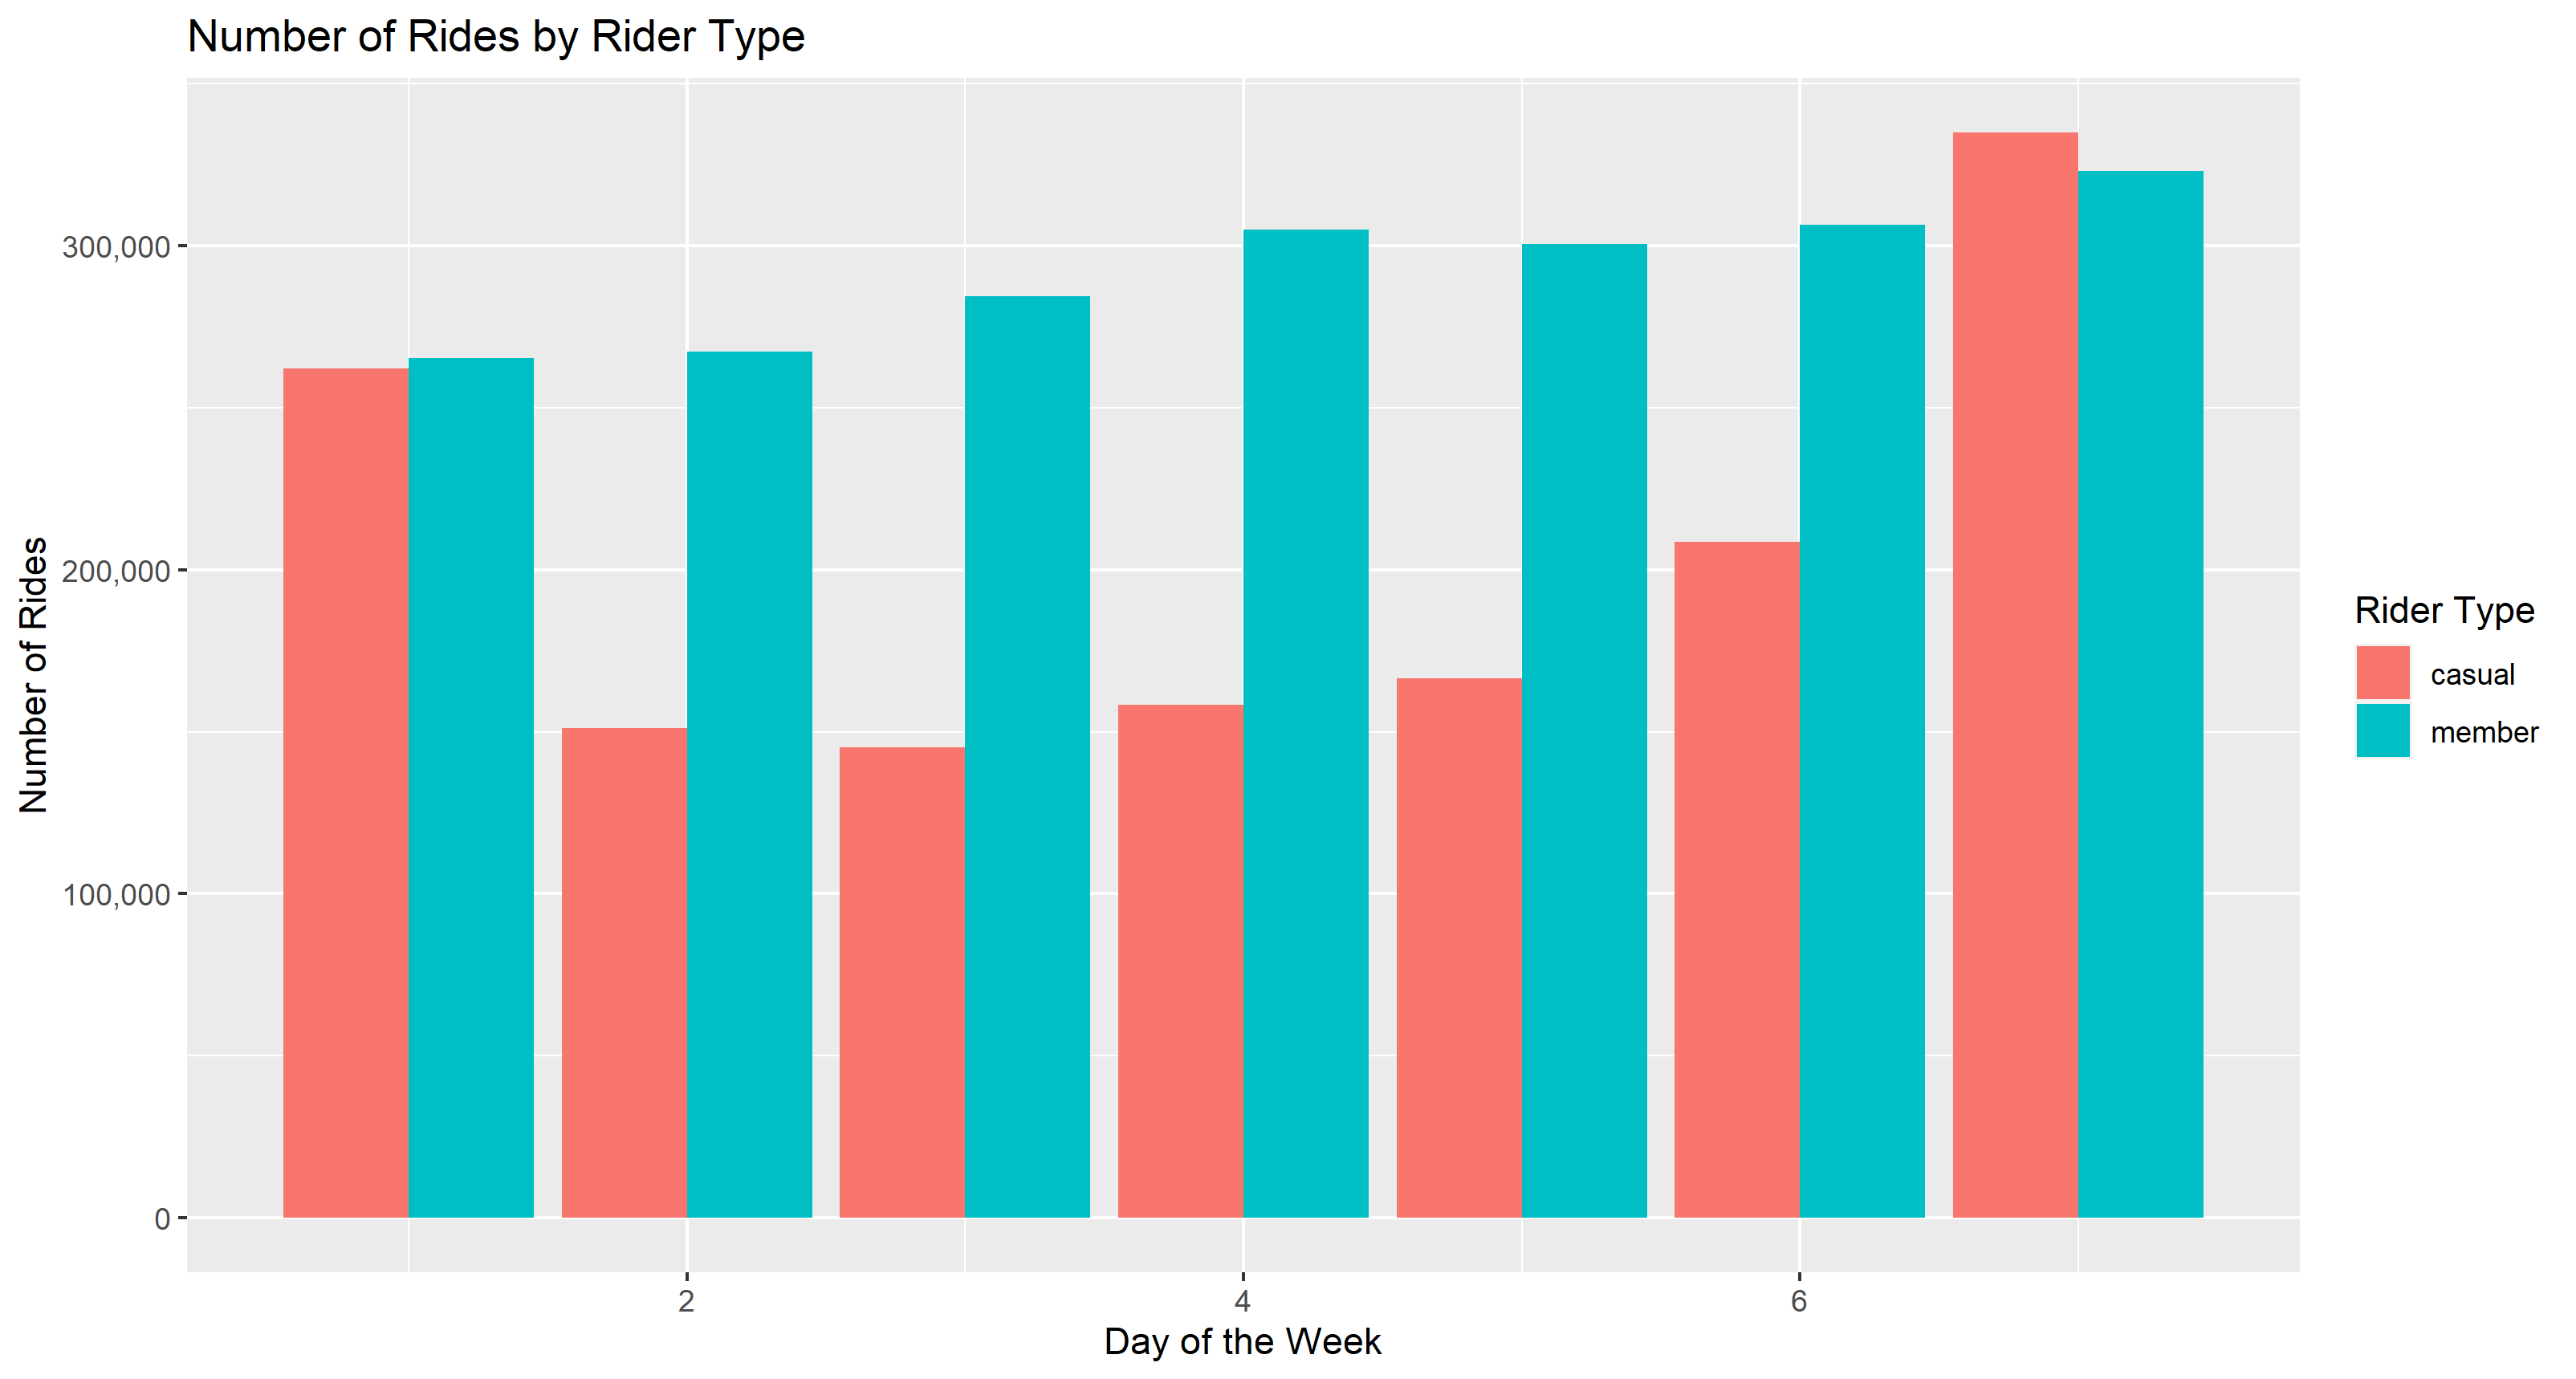 Number of Rides by Rider Type
Number of Rides
300,000
200,000
100,000
0
2
4
6
Day of the Week
Rider Type
casual
member